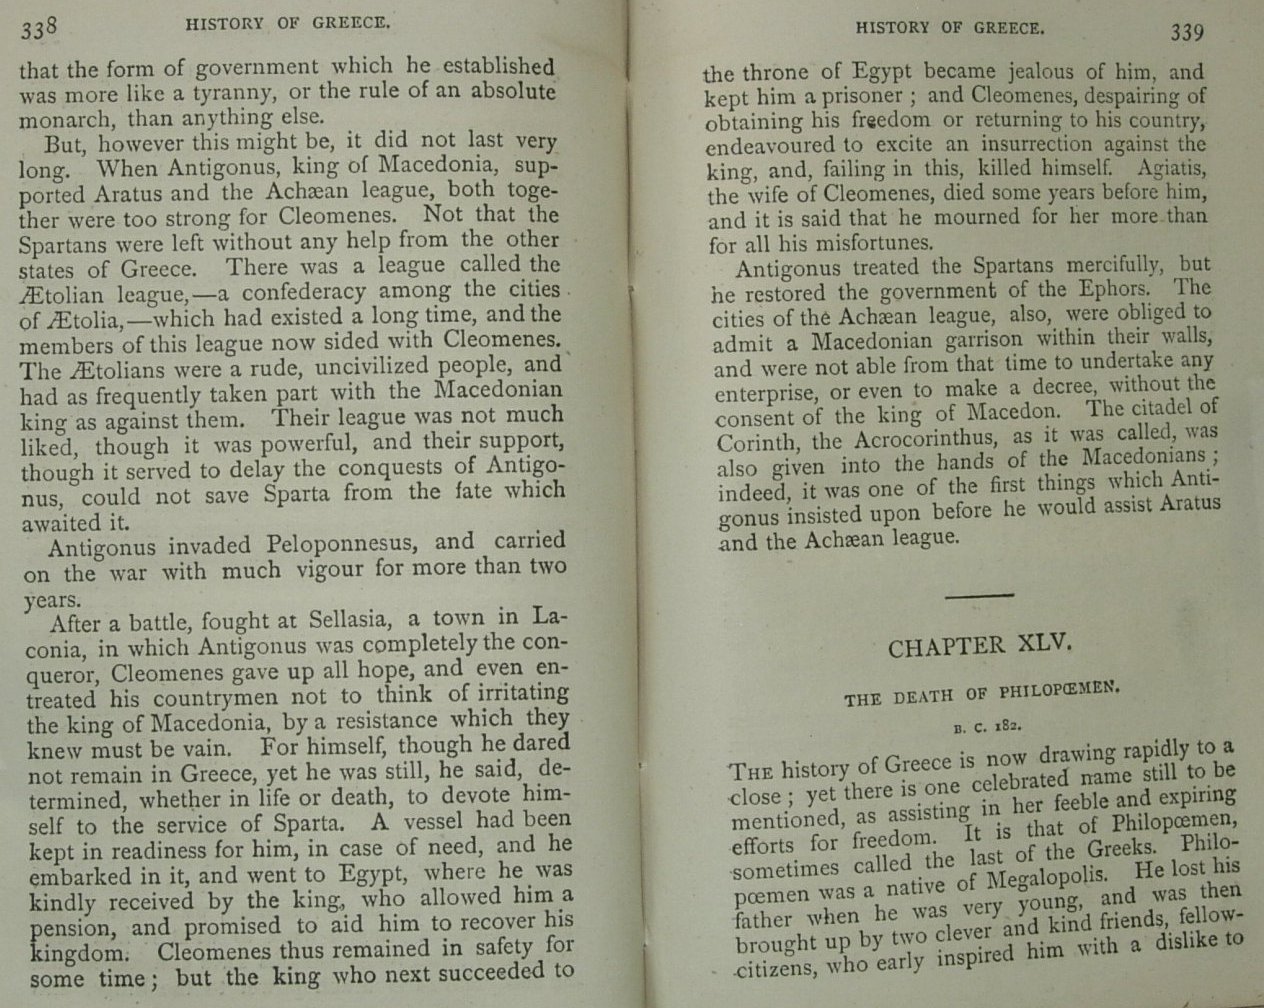 338
HISTORY OF GREECE.
that the form of government which he established
was more like a tyranny, or the rule of an absolute
monarch, than anything else.
But, however this might be, it did not last very
long. When Antigonus, king of Macedonia, sup-
ported Aratus and the Achæan league, both toge-
ther were too strong for Cleomenes. Not that the
Spartans were left without any help from the other
states of Greece. There was a league called the
Ætolian league,—a confederacy among the cities
of Ætolia,—which had existed a long time, and the
members of this league now sided with Cleomenes.
The Ætolians were a rude, uncivilized people, and
had as frequently taken part with the Macedonian
king as against them. Their league was not much
liked, though it was powerful, and their support,
though it served to delay the conquests of Antigo-
nus, could not save Sparta from the fate which
awaited it.
Antigonus invaded Peloponnesus, and carried
on the war with much vigour for more than two
years.
After a battle, fought at Sellasia, a town in La-
conia, in which Antigonus was completely the con-
queror, Cleomenes gave up all hope, and even en-
treated his countrymen not to think of irritating
the king of Macedonia, by a resistance which they
knew must be vain. For himself, though he dared
not remain in Greece, yet he was still, he said, de-
termined, whether in life or death, to devote him-
self to the service of Sparta. A vessel had been
kept in readiness for him, in case of need, and he
embarked in it, and went to Egypt, where he was
kindly received by the king, who allowed him a
pension, and promised to aid him to recover his
kingdom. Cleomenes thus remained in safety for
some time; but the king who next succeeded to
HISTORY OF GREECE.
339
the throne of Egypt became jealous of him, and
kept him a prisoner; and Cleomenes, despairing of
obtaining his freedom or returning to his country,
endeavoured to excite an insurrection against the
king, and, failing in this, killed himself. Agiatis,
the wife of Cleomenes, died some years before him,
and it is said that he mourned for her more than
for all his misfortunes.
Antigonus treated the Spartans mercifully, but
he restored the government of the Ephors. The
cities of the Achæan league, also, were obliged to
admit a Macedonian garrison within their walls,
and were not able from that time to undertake any
enterprise, or even to make a decree, without the
consent of the king of Macedon. The citadel of
Corinth, the Acrocorinthus, as it was called, was
also given into the hands of the Macedonians;
indeed, it was one of the first things which Anti-
gonus insisted upon before he would assist Aratus
and the Achæan league.
CHAPTER XLV.
THE DEATH OF PHILOPŒMEN.
B. C. 182.
THE history of Greece is now drawing rapidly to a
close; yet there is one celebrated name still to be
mentioned, as assisting in her feeble and expiring
efforts for freedom. It is that of Philopœmen,
sometimes called the last of the Greeks. Philo-
pœmen was a native of Megalopolis. He lost his
father when he was very young, and was then
brought up by two clever and kind friends, fellow-
citizens, who early inspired him with a dislike to